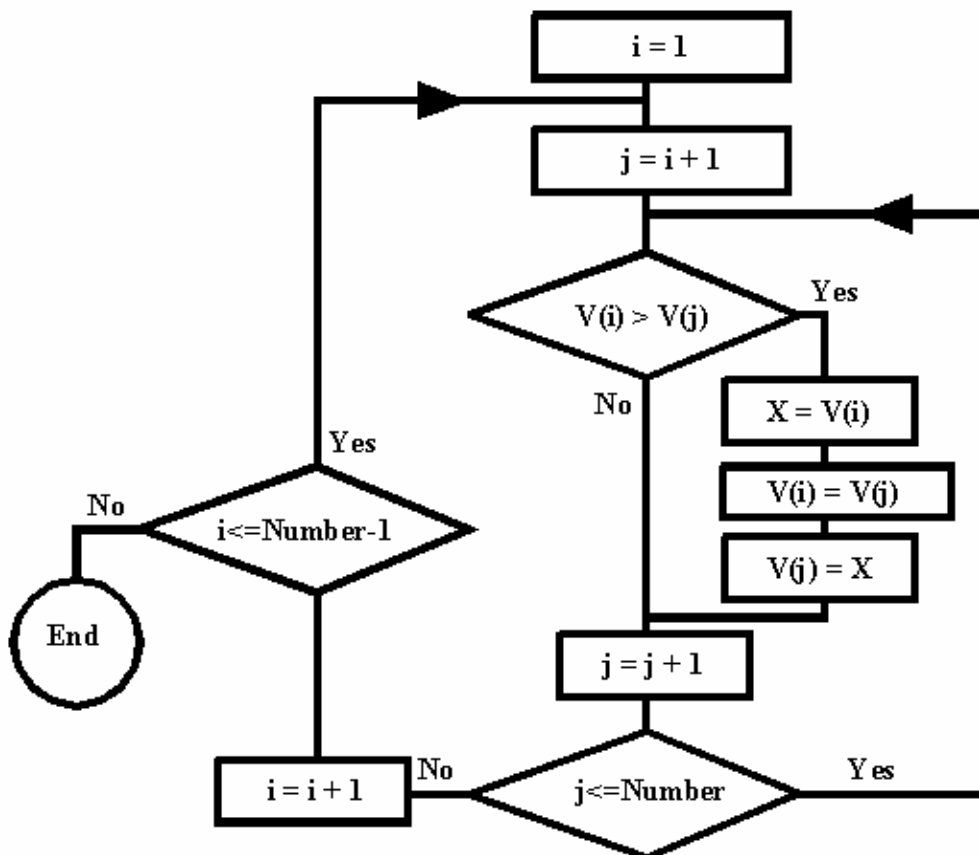 i = 1
j = i + 1
V(i) > V(j)
Yes
No
X = V(i)
V(i) = V(j)
V(j) = X
j = j + 1
j<=Number
Yes
No
i = i + 1
i<=Number-1
Yes
No
End